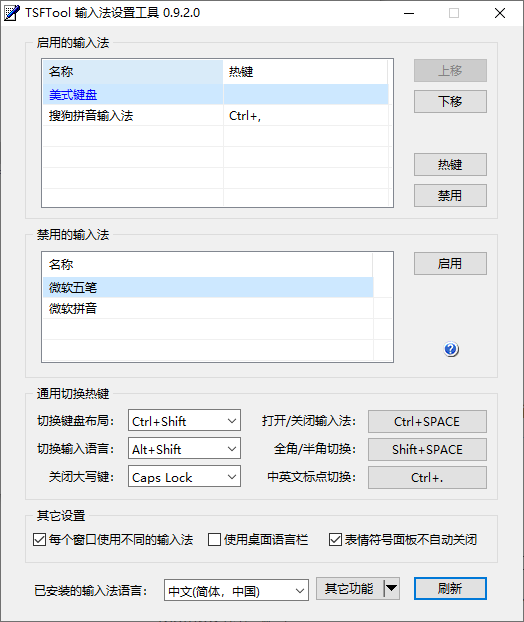 TSFTool 输入法设置工具 0.9.2.0
启用的输入法
名称 热键
美式键盘
搜狗拼音输入法 Ctrl+,
上移
下移
热键
禁用
禁用的输入法
名称
微软五笔
微软拼音
启用
?
通用切换热键
切换键盘布局: Ctrl+Shift 打开/关闭输入法: Ctrl+SPACE
切换输入语言: Alt+Shift 全角/半角切换: Shift+SPACE
关闭大写键: Caps Lock 中英文标点切换: Ctrl+.
其它设置
每个窗口使用不同的输入法 使用桌面语言栏 表情符号面板不自动关闭
已安装的输入法语言: 中文(简体，中国) 其它功能 刷新